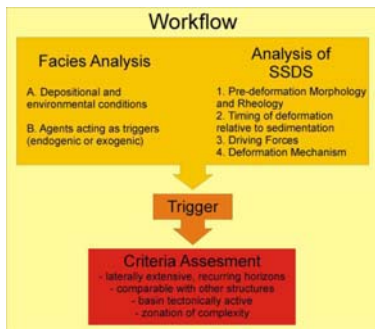 Workflow
Facies Analysis
A. Depositional and
environmental conditions
B. Agents acting as triggers
(endogenic or exogenic)
Analysis of
SSDS
1. Pre-deformation Morphology
and Rheology
2. Timing of deformation
relative to sedimentation
3. Driving Forces
4. Deformation Mechanism
Trigger
Criteria Assesment
- laterally extensive, recurring horizons
- comparable with other structures
- basin tectonically active
- zonation of complexity